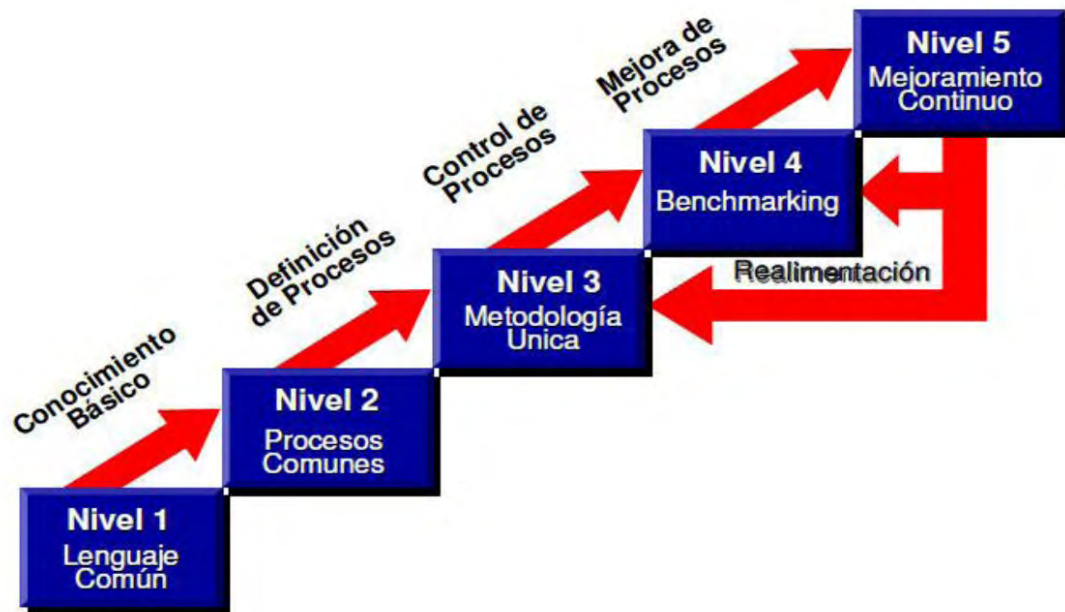 Nivel 5
Mejoramiento
Continuo
Mejora de
Procesos
Nivel 4
Benchmarking
Control de
Procesos
Realimentación
Nivel 3
Metodología
Unica
Definición
de Procesos
Nivel 2
Procesos
Comunes
Conocimiento
Básico
Nivel 1
Lenguaje
Común